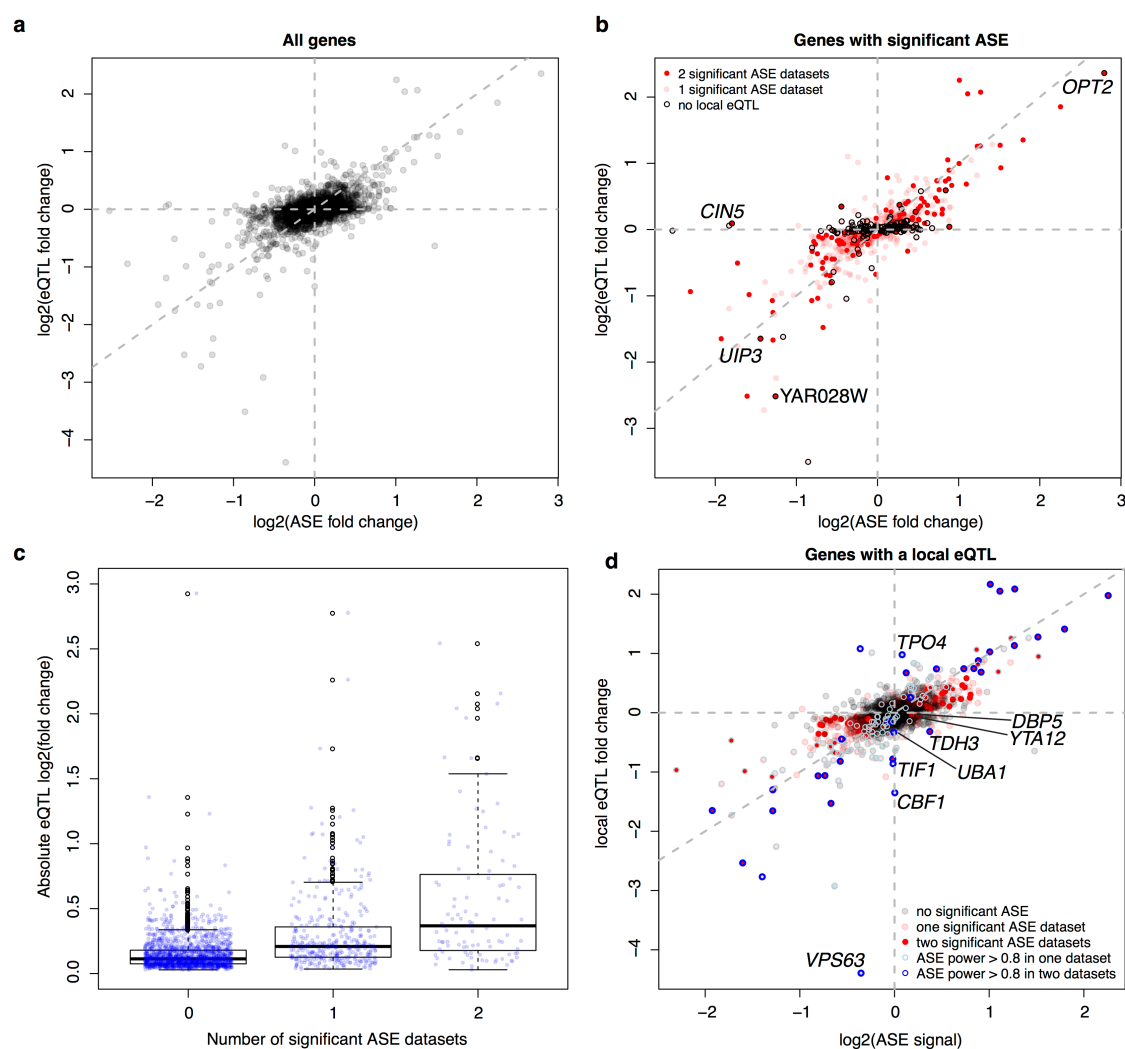 a
All genes
log2(eQTL fold change)
2
1
0
−1
−2
−3
−4
−2
−1
0
1
2
3
log2(ASE fold change)
b
Genes with significant ASE
2 significant ASE datasets
1 significant ASE dataset
no local eQTL
OPT2
CIN5
UIP3
YAR028W
log2(eQTL fold change)
2
1
0
−1
−2
−3
−2
−1
0
1
2
3
log2(ASE fold change)
c
Absolute eQTL log2(fold change)
3.0
2.5
2.0
1.5
1.0
0.5
0.0
0
1
2
Number of significant ASE datasets
d
Genes with a local eQTL
local eQTL fold change
2
1
0
−1
−2
−3
−4
TPO4
DBP5
YTA12
TDH3
UBA1
TIF1
CBF1
VPS63
no significant ASE
one significant ASE dataset
two significant ASE datasets
ASE power > 0.8 in one dataset
ASE power > 0.8 in two datasets
−2
−1
0
1
2
log2(ASE signal)